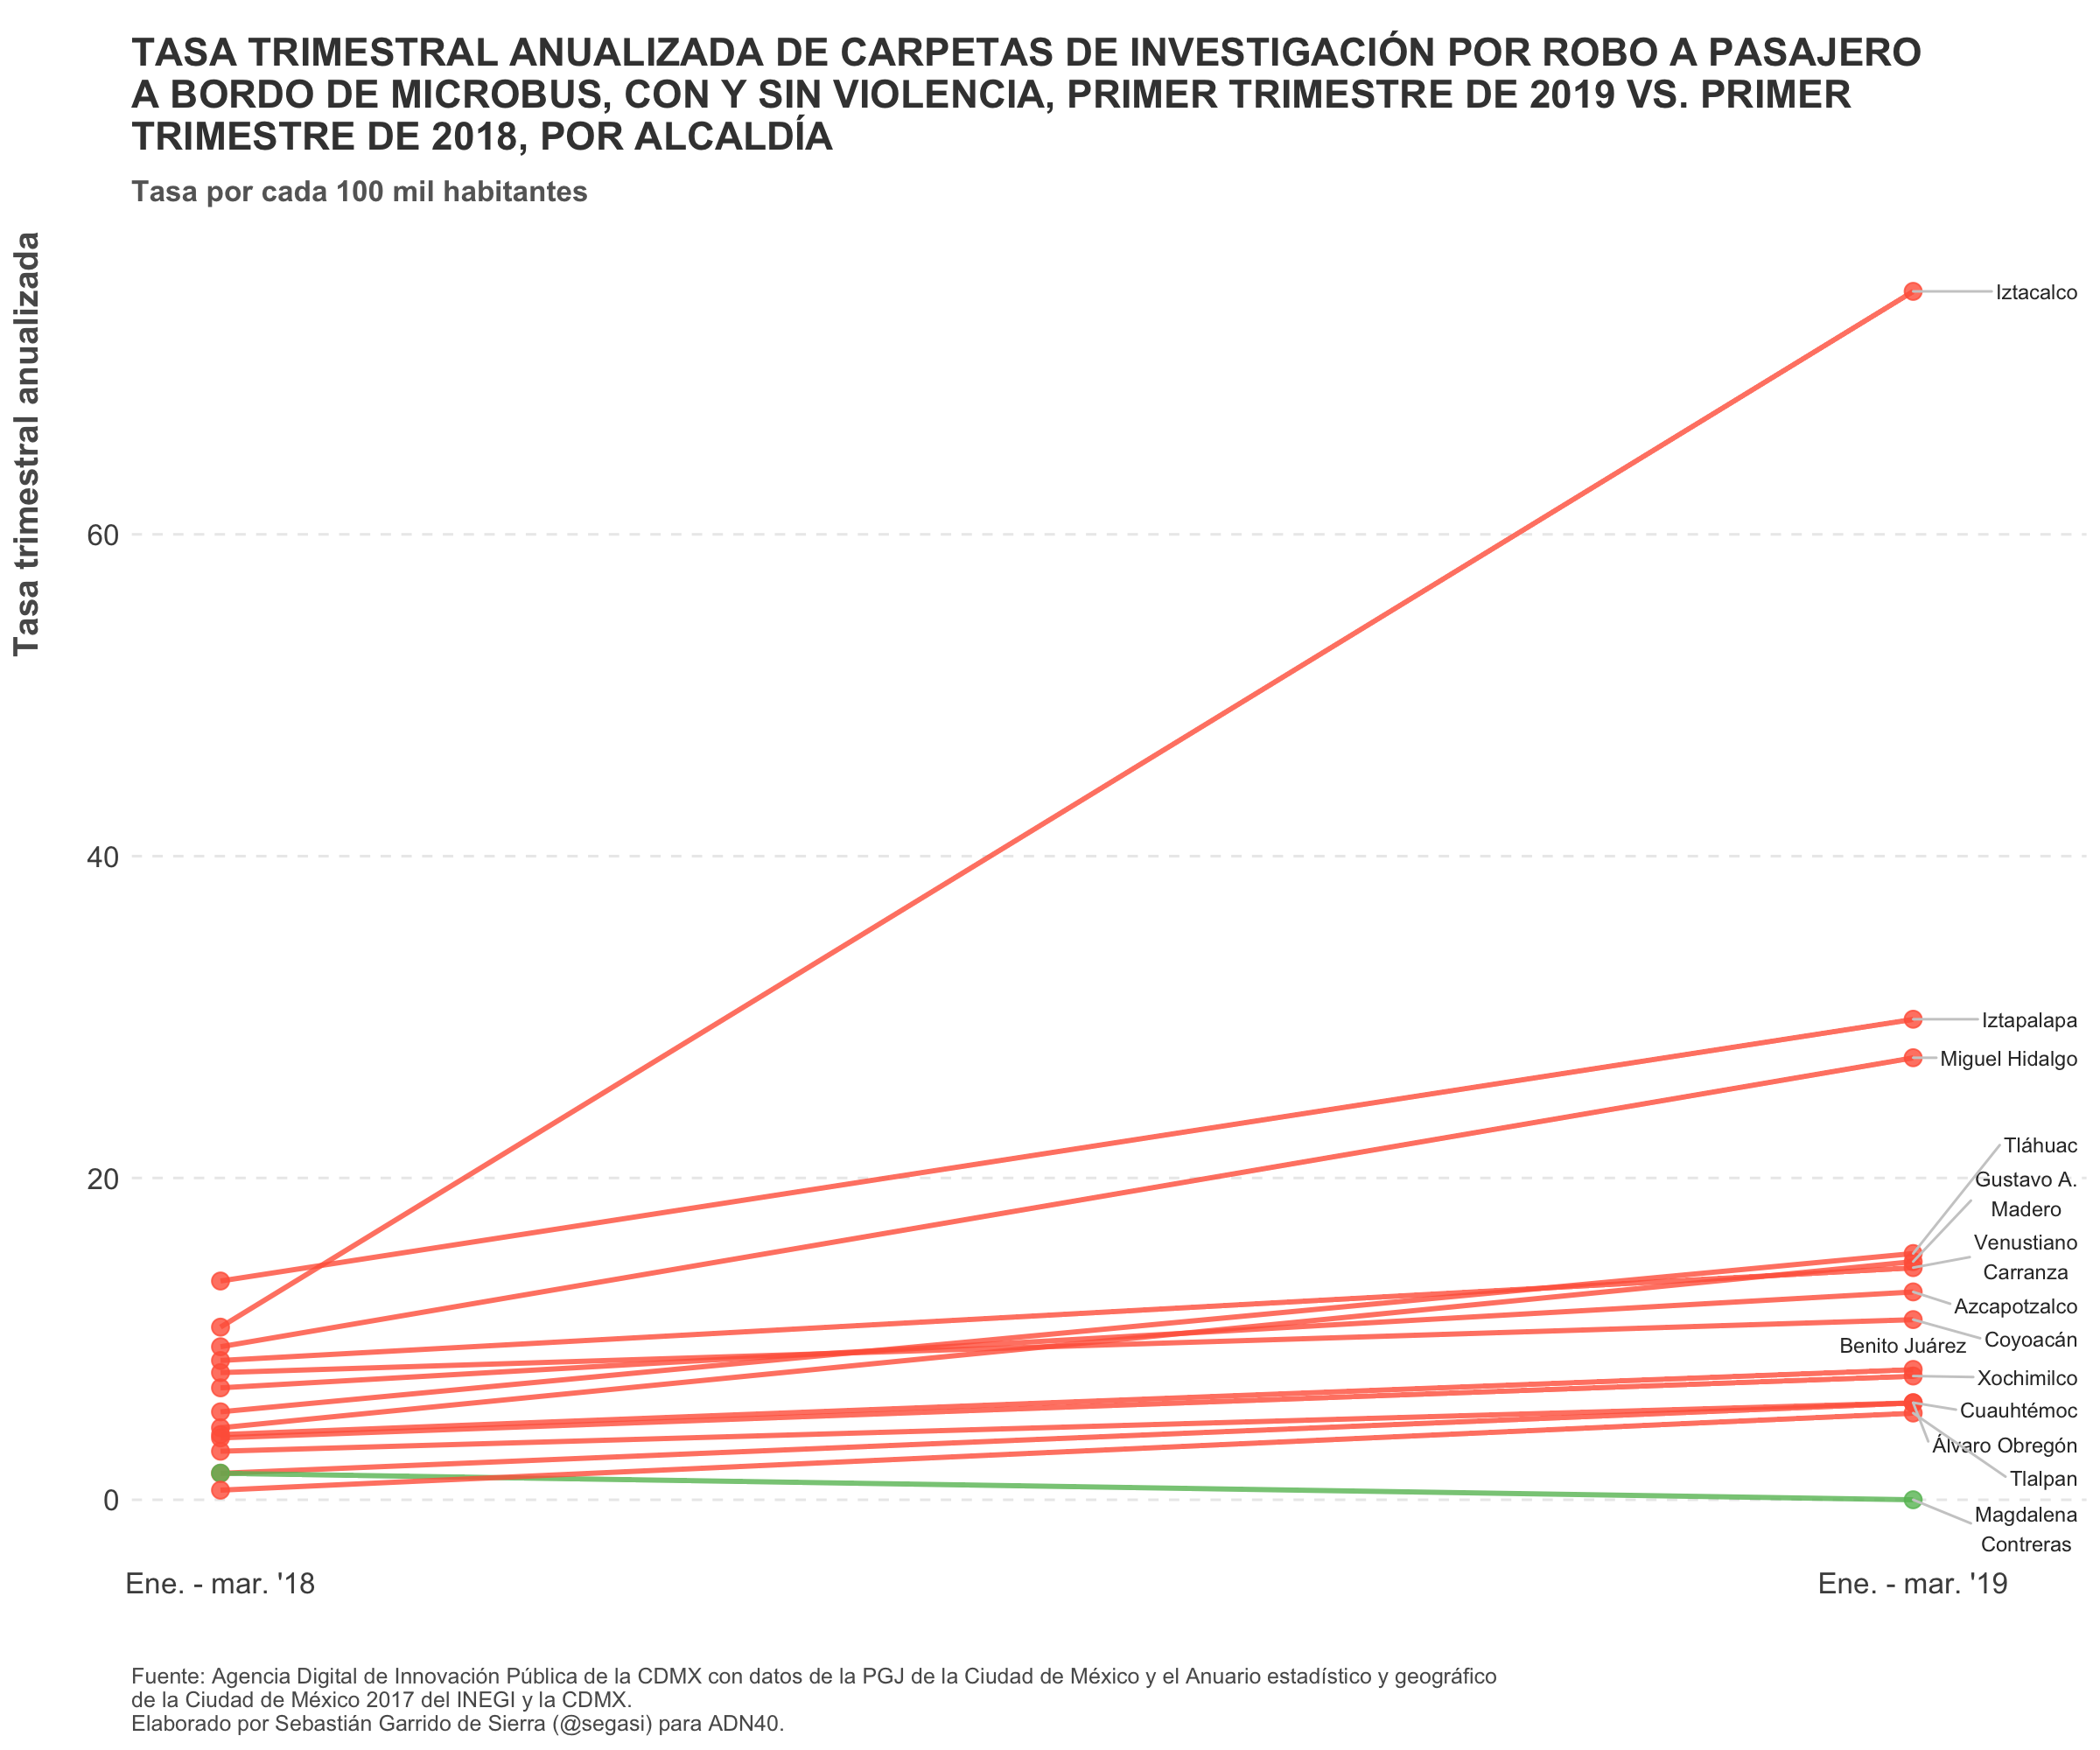 TASA TRIMESTRAL ANUALIZADA DE CARPETAS DE INVESTIGACIÓN POR ROBO A PASAJERO
A BORDO DE MICROBUS, CON Y SIN VIOLENCIA, PRIMER TRIMESTRE DE 2019 VS. PRIMER
TRIMESTRE DE 2018, POR ALCALDÍA
Tasa por cada 100 mil habitantes
Tasa trimestral anualizada
60
40
20
0
Iztacalco
Iztapalapa
Miguel Hidalgo
Tláhuac
Gustavo A.
Madero
Venustiano
Carranza
Azcapotzalco
Coyoacán
Benito Juárez
Xochimilco
Cuauhtémoc
Álvaro Obregón
Tlalpan
Magdalena
Contreras
Ene. - mar. '18
Ene. - mar. '19
Fuente: Agencia Digital de Innovación Pública de la CDMX con datos de la PGJ de la Ciudad de México y el Anuario estadístico y geográfico
de la Ciudad de México 2017 del INEGI y la CDMX.
Elaborado por Sebastián Garrido de Sierra (@segasi) para ADN40.